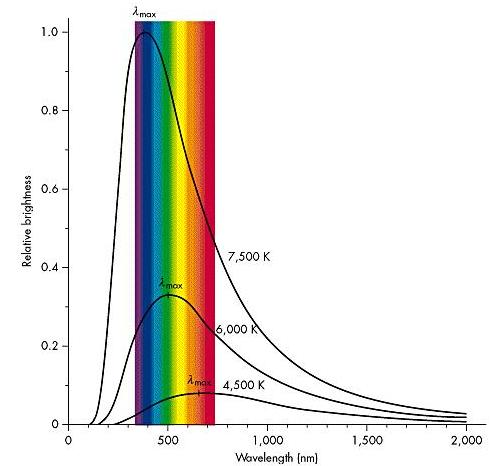 λmax
1.0
0.8
0.6
0.4
0.2
0
Relative brightness
7,500 K
λmax
6,000 K
λmax
4,500 K
0
500
1,000
1,500
2,000
Wavelength (nm)